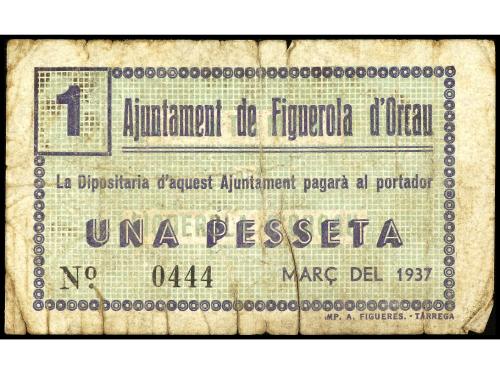 1
Ajuntament de Figuerola d'Orcau
La Dipositaria d'aquest Ajuntament pagarà al portador
UNA PESSETA
Nº 0444 MARÇ DEL 1937
IMP. A. FIGUERES. - TÀRREGA